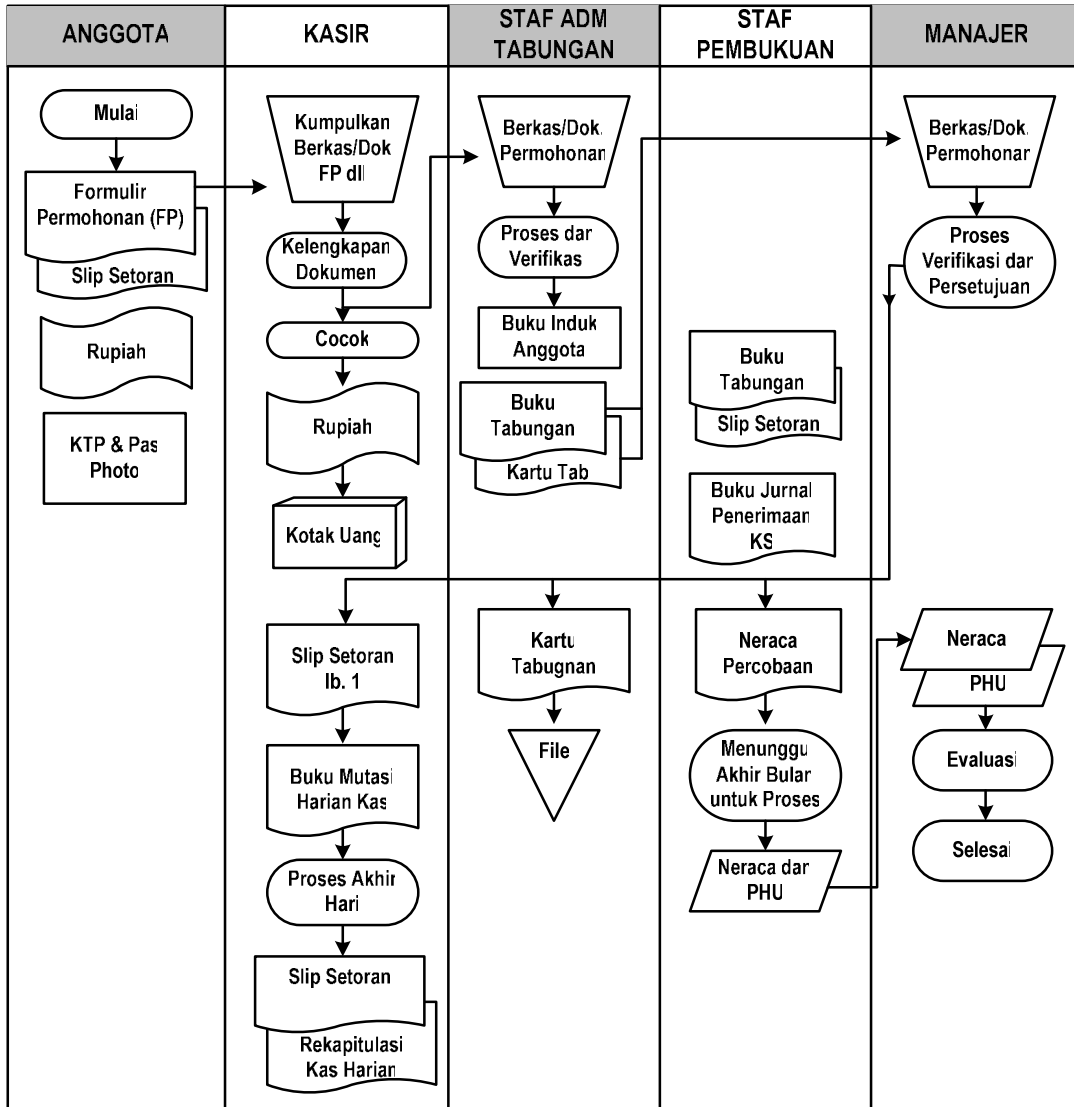 ANGGOTA
KASIR
STAF ADM
TABUNGAN
STAF
PEMBUKUAN
MANAJER
Mulai
Formulir
Permohonan (FP)
Slip Setoran
Rupiah
KTP & Pas
Photo
Kumpulkan
Berkas/Dok
FP dll
Kelengkapan
Dokumen
Cocok
Rupiah
Kotak Uang
Slip Setoran
lb. 1
Buku Mutasi
Harian Kas
Proses Akhir
Hari
Slip Setoran
Rekapitulasi
Kas Harian
Berkas/Dok.
Permohonan
Proses dan
Verifikas
Buku Induk
Anggota
Buku
Tabungan
Kartu Tab
Kartu
Tabugnan
File
Buku
Tabungan
Slip Setoran
Buku Jurnal
Penerimaan
KS
Neraca
Percobaan
Menunggu
Akhir Bulan
untuk Proses
Neraca dan
PHU
Berkas/Dok.
Permohonan
Proses
Verifikasi dan
Persetujuan
Neraca
PHU
Evaluasi
Selesai